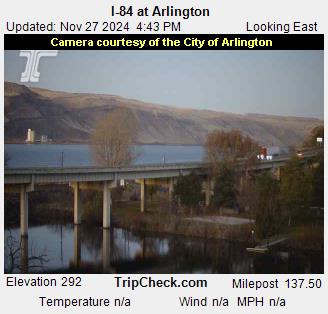 I-84 at Arlington
Updated: Nov 27 2024 4:43 PM Looking East
Camera courtesy of the City of Arlington
Elevation 292 TripCheck.com Milepost 137.50
Temperature n/a Wind n/a MPH n/a